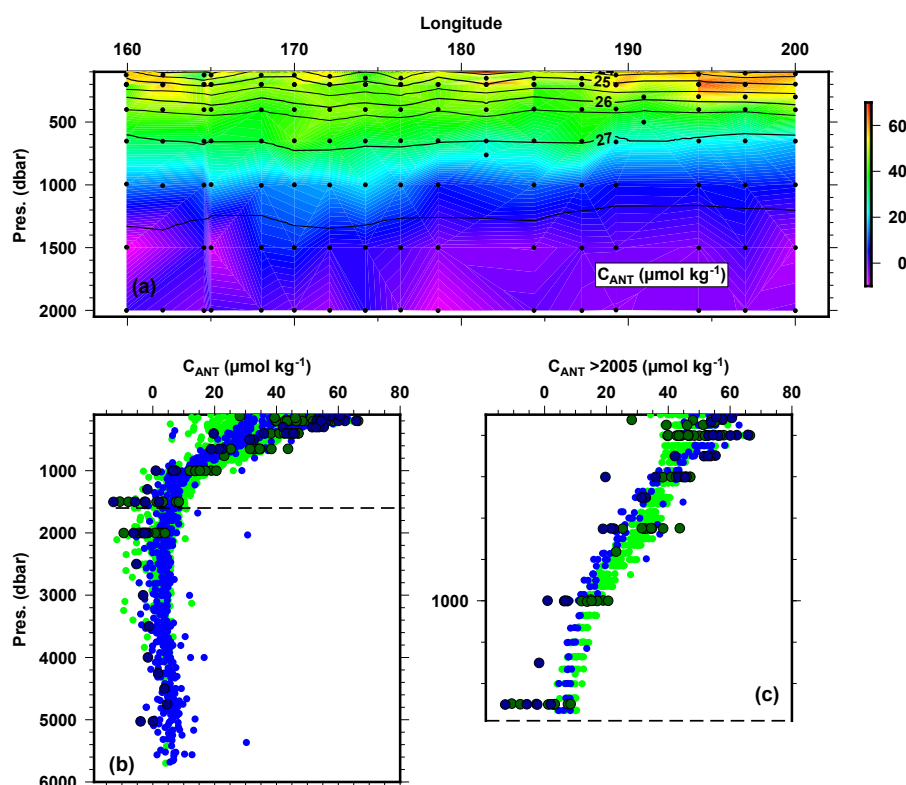 Longitude
160 170 180 190 200
Pres. (dbar)
500
1000
1500
2000
25
26
27
(a)
C_ANT (µmol kg⁻¹)
60
40
20
0
C_ANT (µmol kg⁻¹)
0 20 40 60 80
Pres. (dbar)
1000
2000
3000
4000
5000
6000
(b)
C_ANT >2005 (µmol kg⁻¹)
0 20 40 60 80
1000
(c)